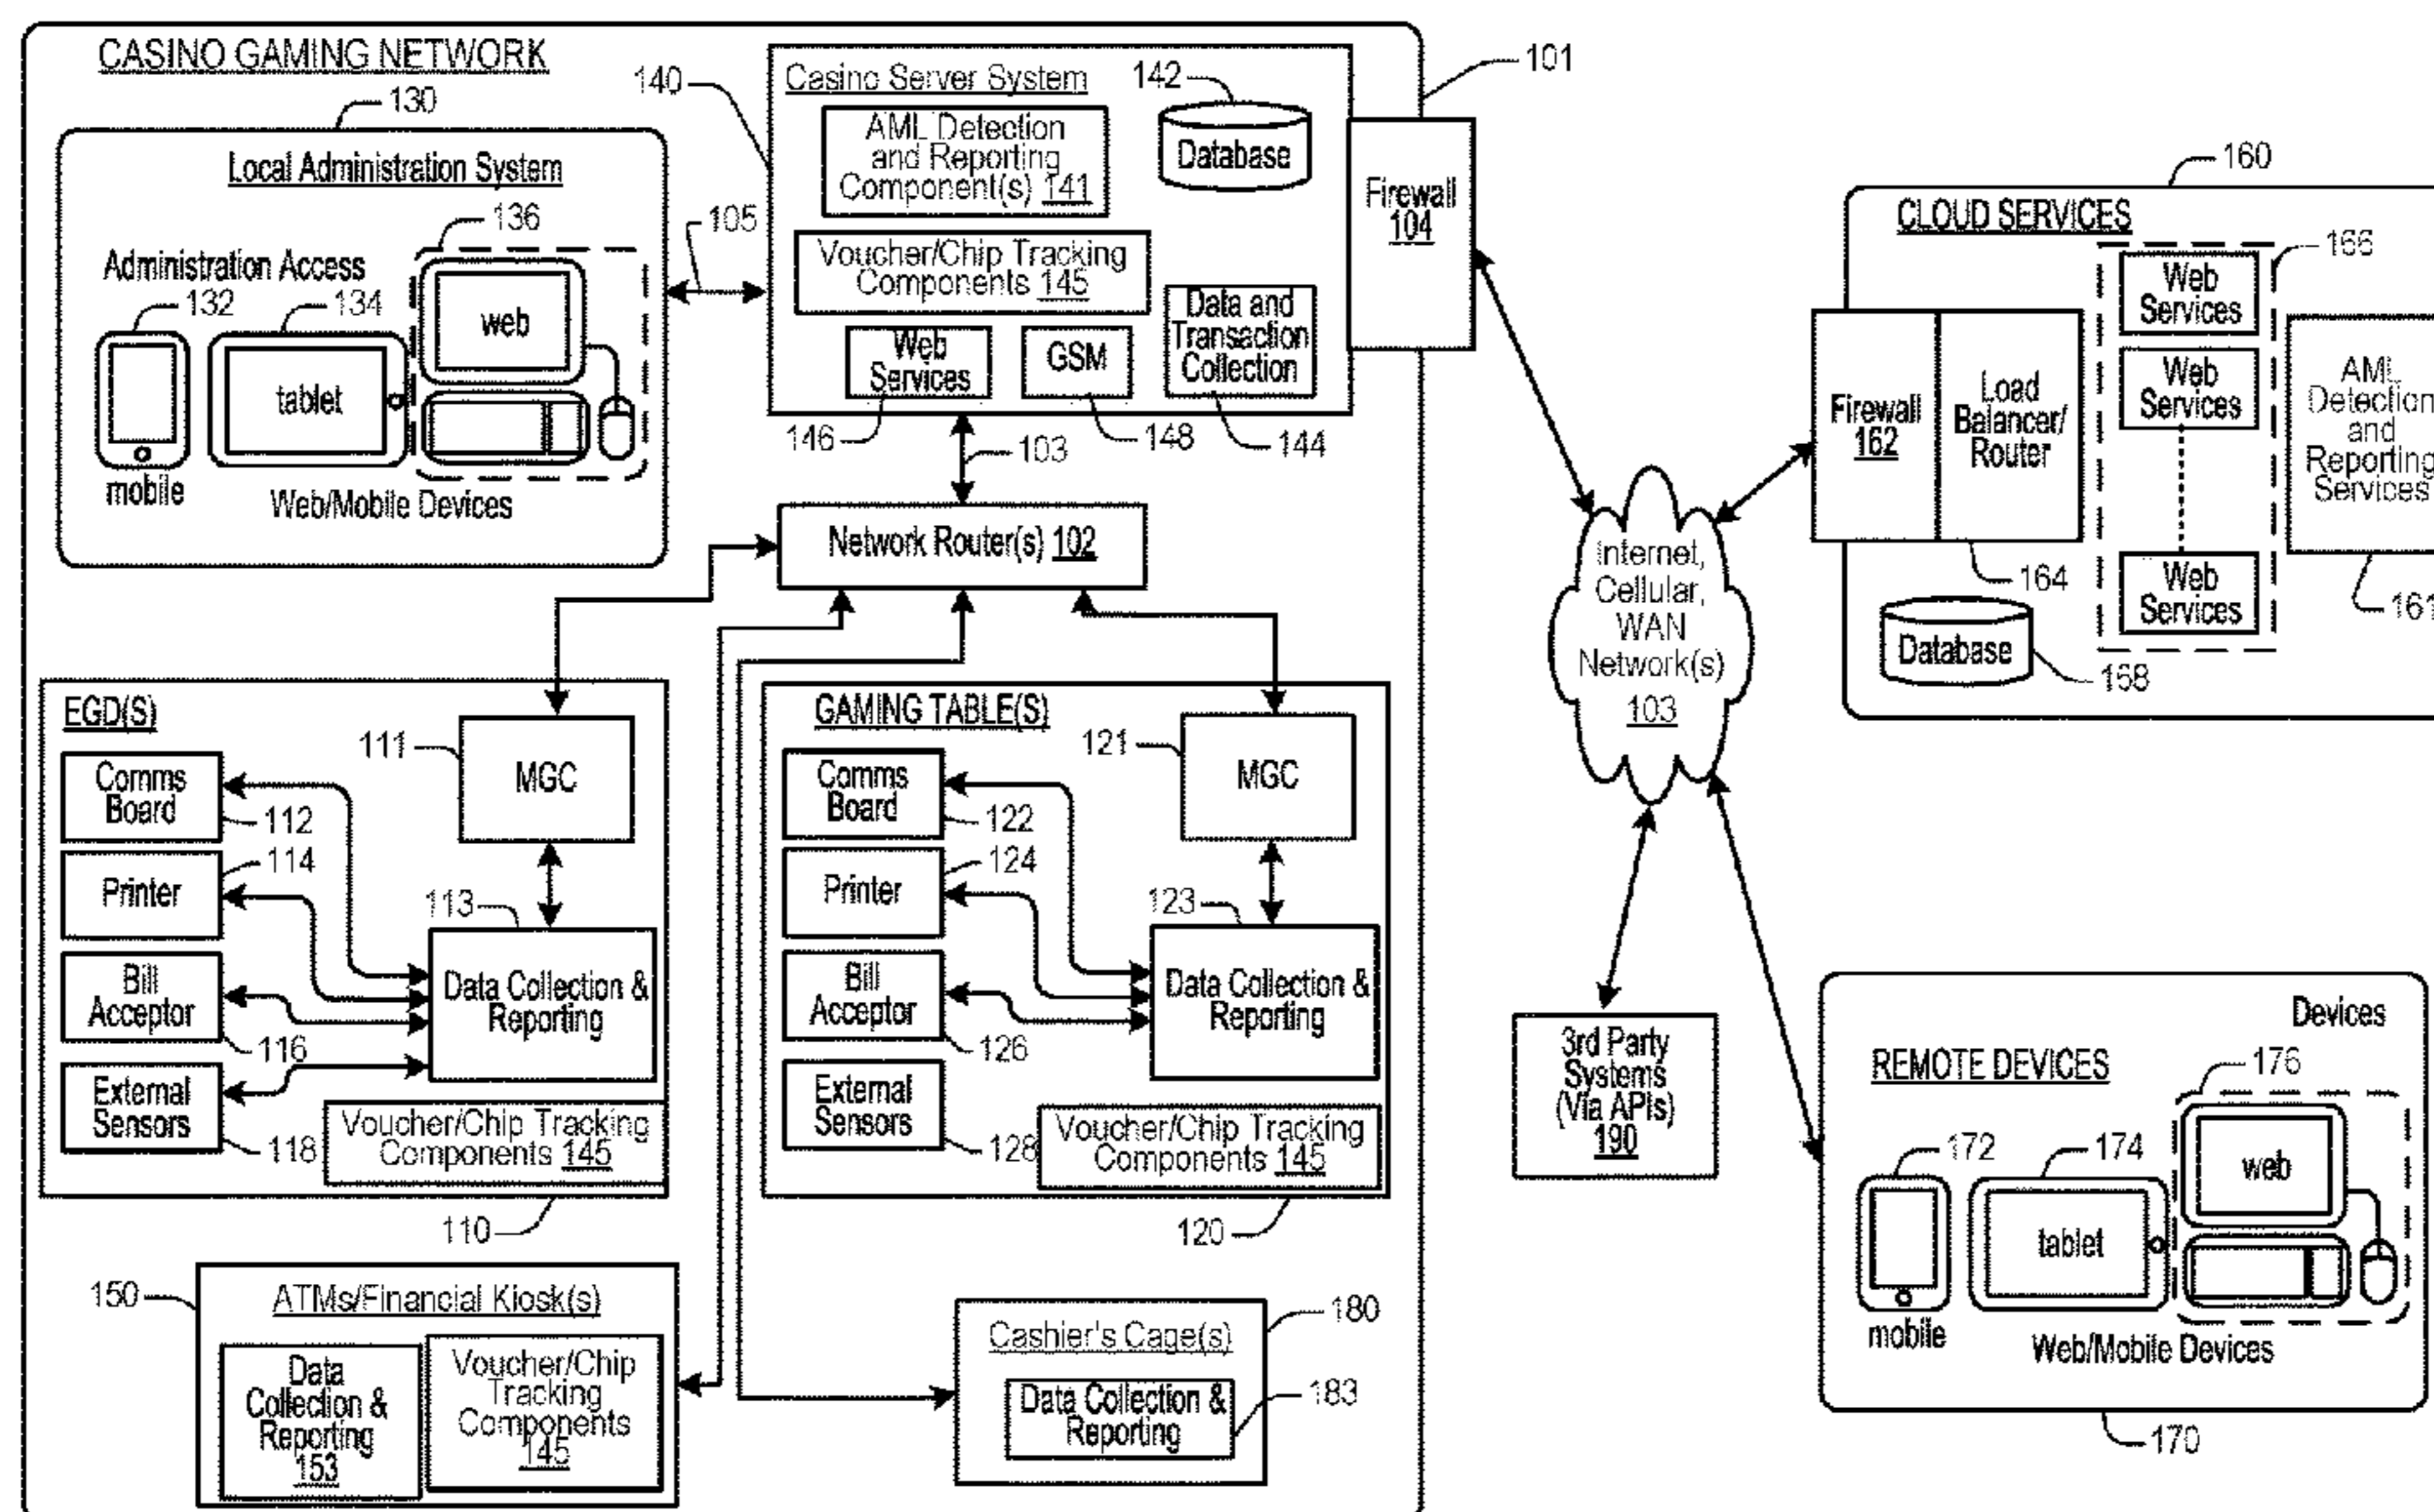 CASINO GAMING NETWORK
101
130
Local Administration System
136
Administration Access
132
134
web
tablet
mobile
Web/Mobile Devices
105
140
Casino Server System
142
AML Detection
and Reporting
Component(s) 141
Database
Voucher/Chip Tracking
Components 145
Web
Services
GSM
Data and
Transaction
Collection
146
148
144
Firewall
104
103
Network Router(s) 102
EGD(S)
111
MGC
Comms
Board
112
114
Printer
113
Bill
Acceptor
116
Data Collection &
Reporting
External
Sensors
118
Voucher/Chip Tracking
Components 145
110
GAMING TABLE(S)
121
MGC
Comms
Board
122
124
Printer
123
Bill
Acceptor
126
Data Collection &
Reporting
External
Sensors
128
Voucher/Chip Tracking
Components 145
120
150
ATMs/Financial Kiosk(s)
Data
Collection &
Reporting
153
Voucher/Chip
Tracking
Components
145
180
Cashier's Cage(s)
Data Collection &
Reporting
183
Internet,
Cellular,
WAN
Network(s)
103
3rd Party
Systems
(Via APIs)
190
160
CLOUD SERVICES
166
Web
Services
Web
Services
Web
Services
Firewall
162
Load
Balancer/
Router
164
AML
Detection
and
Reporting
Services
161
Database
168
Devices
REMOTE DEVICES
176
172
174
web
tablet
mobile
Web/Mobile Devices
170